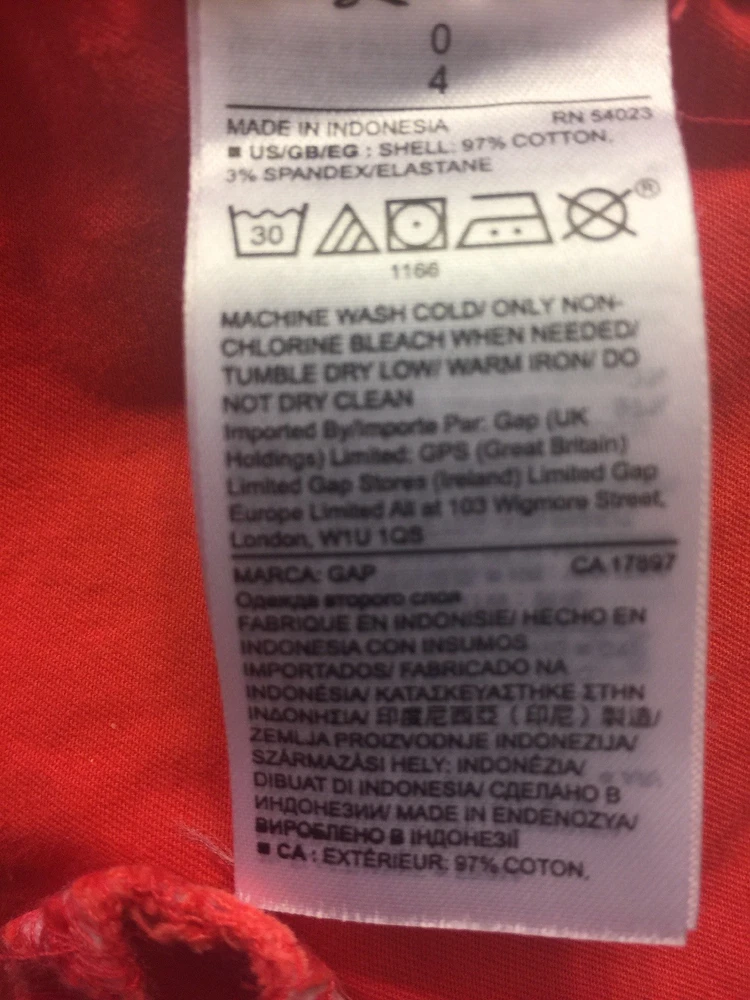 0
4
MADE IN INDONESIA RN 54023
■ US/GB/EG : SHELL: 97% COTTON,
3% SPANDEX/ELASTANE
30 ®
1166
MACHINE WASH COLD/ ONLY NON-
CHLORINE BLEACH WHEN NEEDED/
TUMBLE DRY LOW/ WARM IRON/ DO
NOT DRY CLEAN
Imported By/Importe Par: Gap (UK
Holdings) Limited: GPS (Great Britain)
Limited Gap Stores (Ireland) Limited Gap
Europe Limited All at 103 Wigmore Street,
London, W1U 1QS
MARCA: GAP CA 17897
Одежда второго слоя
FABRIQUE EN INDONISIE/ HECHO EN
INDONESIA CON INSUMOS
IMPORTADOS/ FABRICADO NA
INDONÉSIA/ ΚΑΤΑΣΚΕΥΑΣΤΗΚΕ ΣΤΗΝ
ΙΝΔΟΝΗΣΙΑ/ 印度尼西亞（印尼）製造/
ZEMLJA PROIZVODNJE INDONEZIJA/
SZÁRMAZÁSI HELY: INDONÉZIA/
DIBUAT DI INDONESIA/ СДЕЛАНО В
ИНДОНЕЗИИ/ MADE IN ENDENOZYA/
ВИРОБЛЕНО В ІНДОНЕЗІЇ
■ CA : EXTÉRIEUR: 97% COTON,